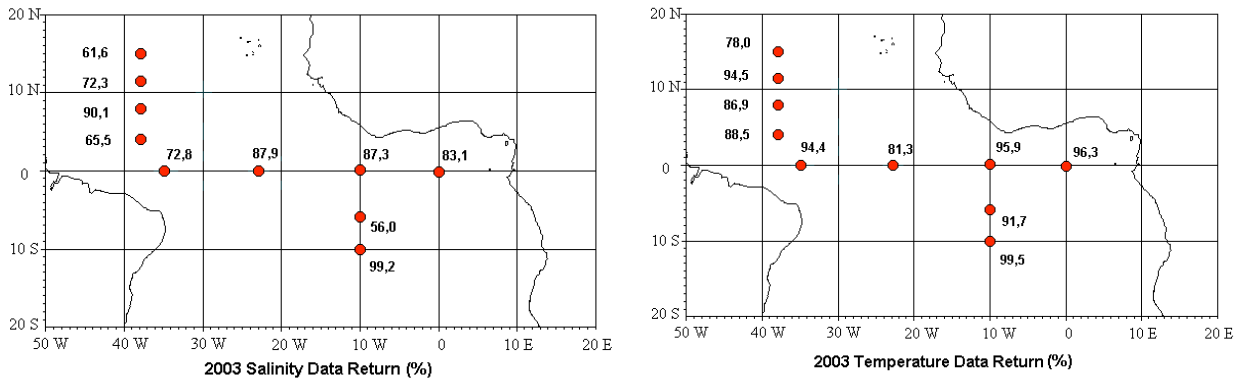 20 N
61,6
72,3
10 N
90,1
65,5
72,8 87,9 87,3 83,1
0
56,0
10 S
99,2
20 S
50 W 40 W 30 W 20 W 10 W 0 10 E 20 E
2003 Salinity Data Return (%)
20 N
78,0
94,5
10 N
86,9
88,5
94,4 81,3 95,9 96,3
0
91,7
10 S
99,5
20 S
50 W 40 W 30 W 20 W 10 W 0 10 E 20 E
2003 Temperature Data Return (%)